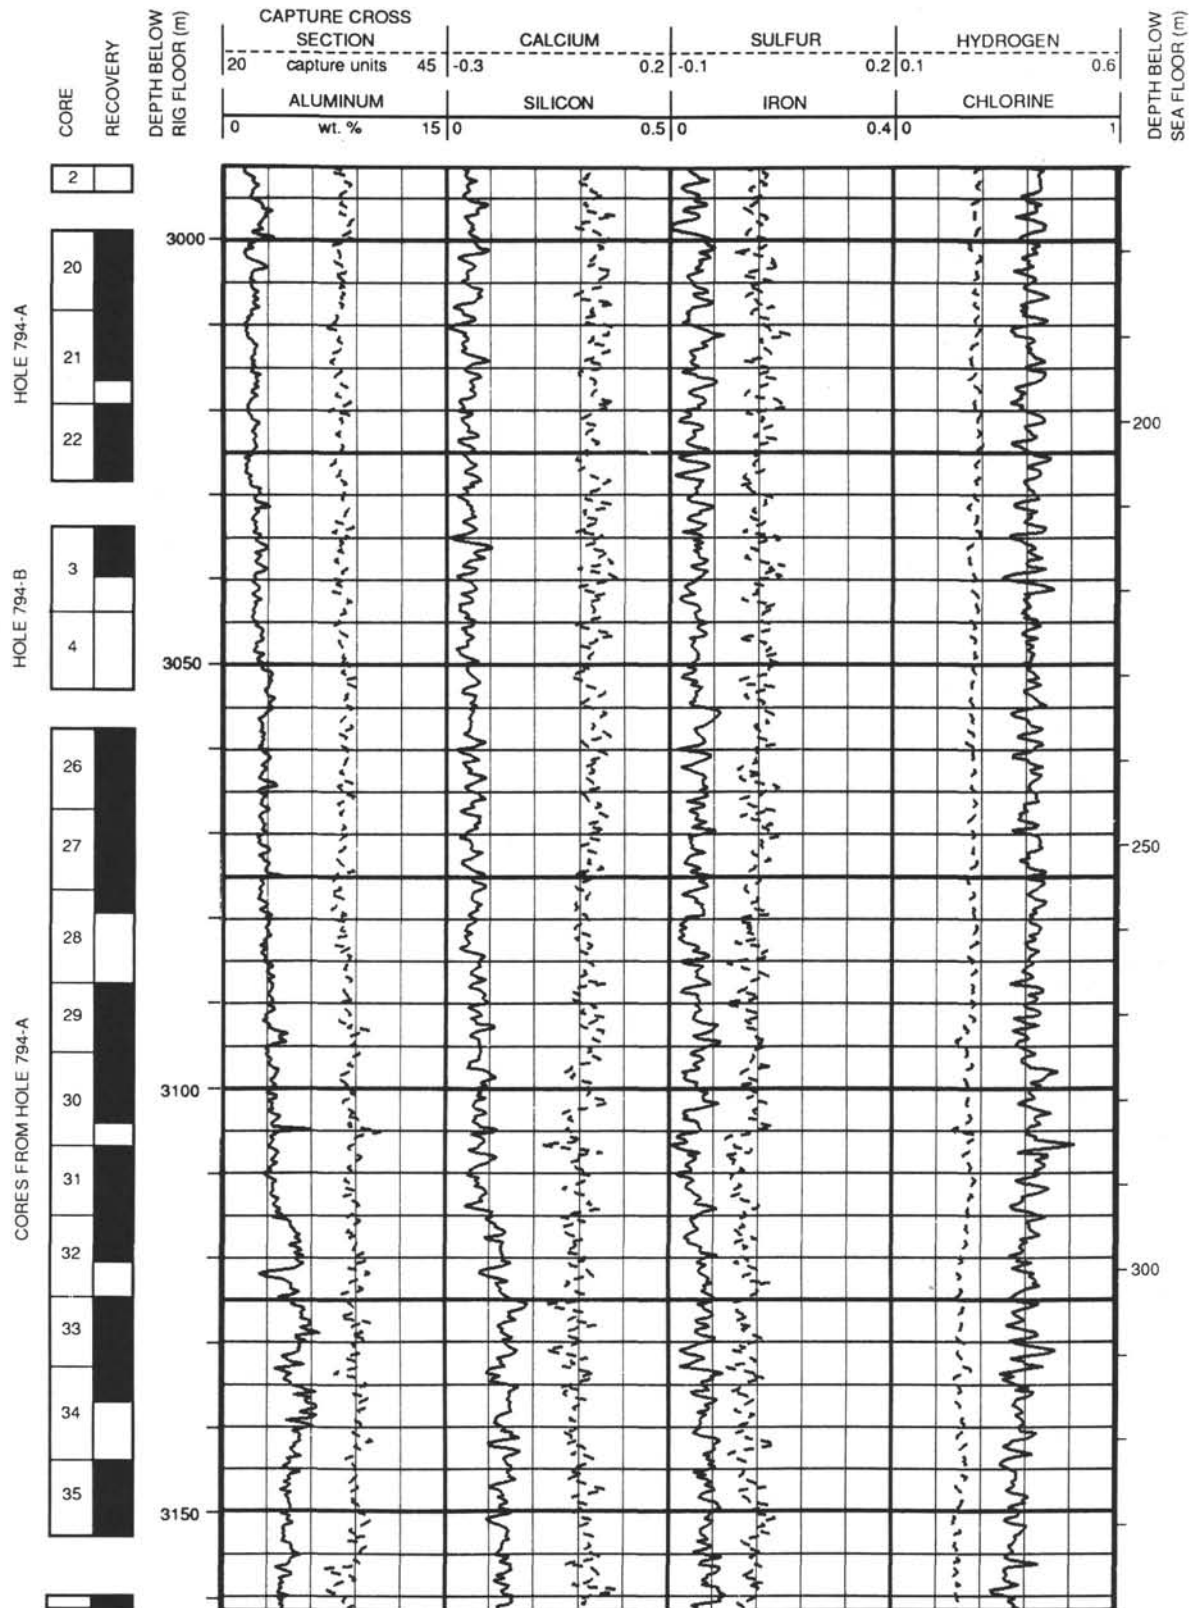 CAPTURE CROSS
SECTION CALCIUM SULFUR HYDROGEN
20 capture units 45 -0.3 0.2 -0.1 0.2 0.1 0.6
ALUMINUM SILICON IRON CHLORINE
0 wt. % 15 0 0.5 0 0.4 0 1
CORE
RECOVERY
DEPTH BELOW
RIG FLOOR (m)
DEPTH BELOW
SEA FLOOR (m)
2
HOLE 794-A
20
21
22
HOLE 794-B
3
4
CORES FROM HOLE 794-A
26
27
28
29
30
31
32
33
34
35
3000
3050
3100
3150
200
250
300